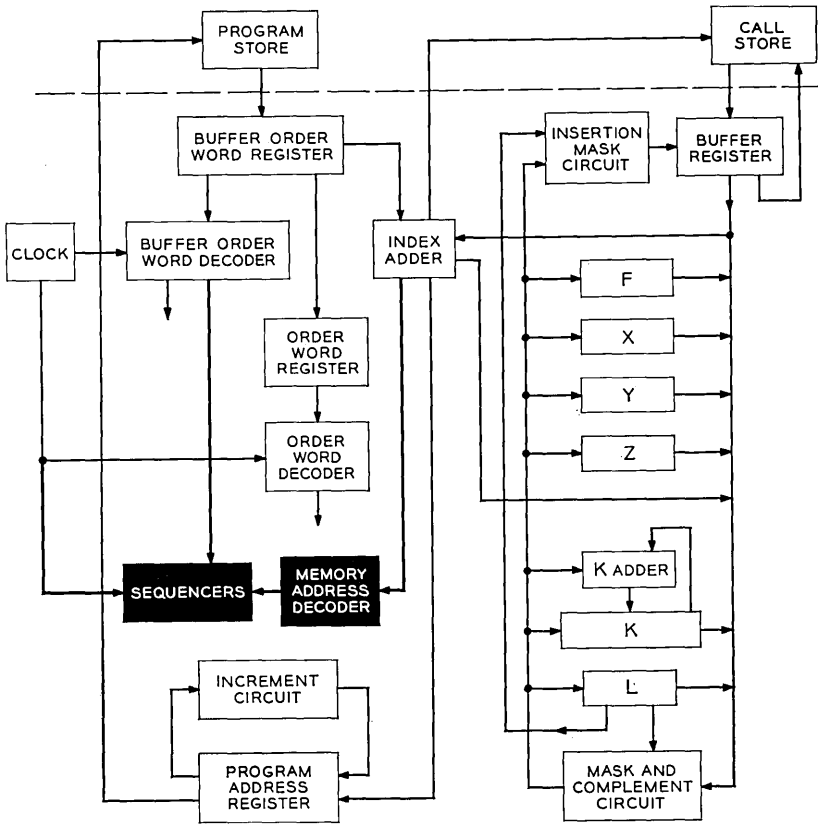 PROGRAM
STORE
CALL
STORE
BUFFER ORDER
WORD REGISTER
INSERTION
MASK
CIRCUIT
BUFFER
REGISTER
CLOCK
BUFFER ORDER
WORD DECODER
INDEX
ADDER
F
X
Y
Z
ORDER
WORD
REGISTER
ORDER
WORD
DECODER
SEQUENCERS
MEMORY
ADDRESS
DECODER
K ADDER
K
L
INCREMENT
CIRCUIT
PROGRAM
ADDRESS
REGISTER
MASK AND
COMPLEMENT
CIRCUIT